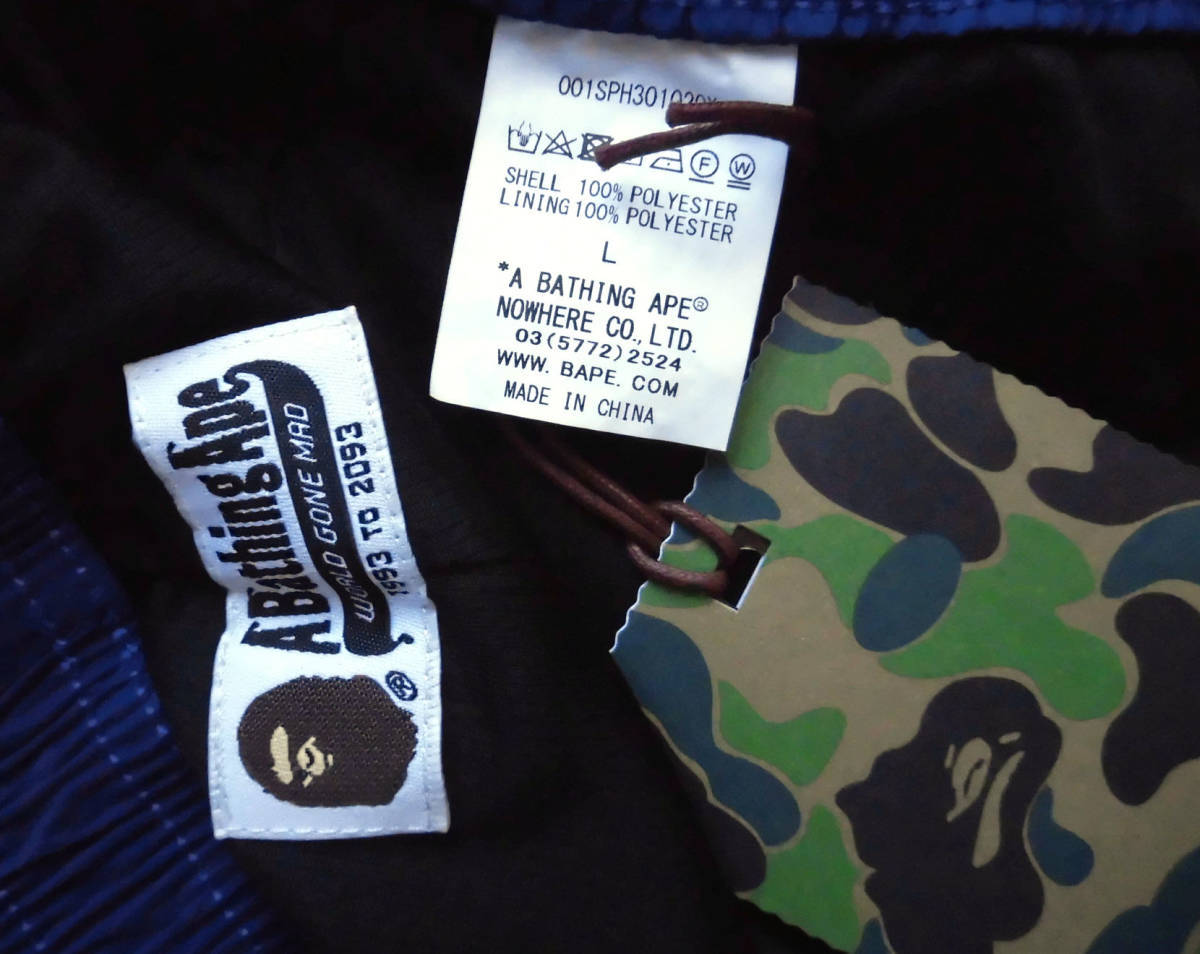 SHELL 100% POLYESTER
LINING 100% POLYESTER
L
*A BATHING APE®
NOWHERE CO., LTD.
03(5772)2524
WWW. BAPE. COM
MADE IN CHINA
A Bathing Ape
WORLD GONE MAD
1993 TO 2093
®